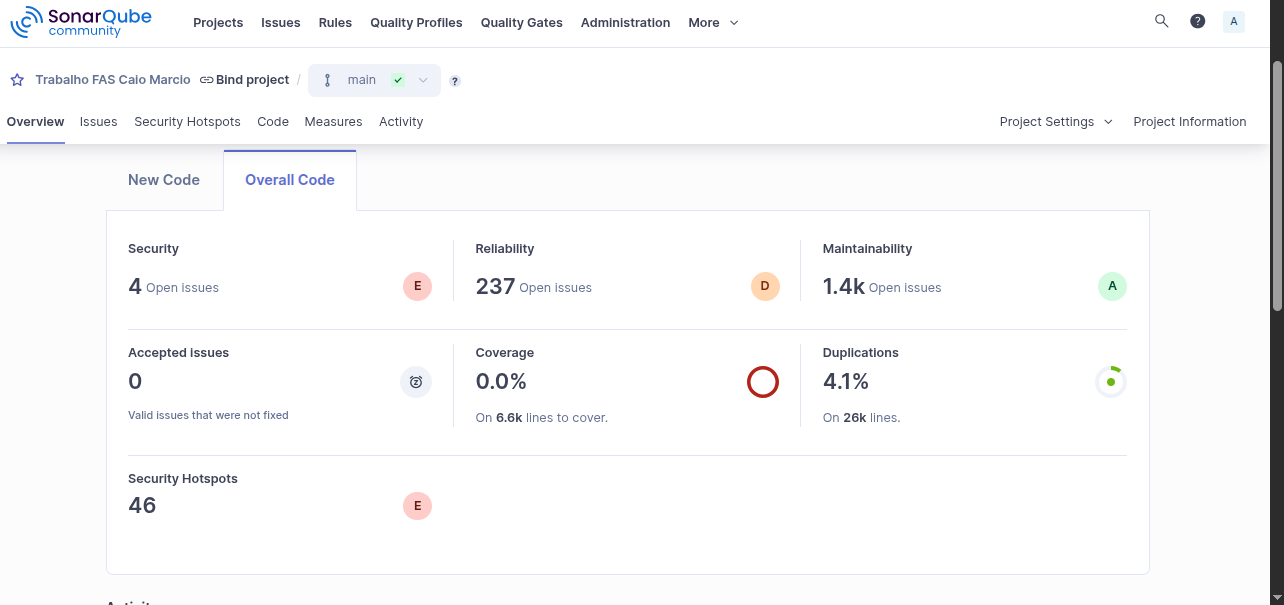 SonarQube
community
Projects Issues Rules Quality Profiles Quality Gates Administration More ? A
Trabalho FAS Caio Marcio Bind project / main ?
Overview Issues Security Hotspots Code Measures Activity Project Settings Project Information
New Code Overall Code
Security Reliability Maintainability
4 Open issues E 237 Open issues D 1.4k Open issues A
Accepted issues Coverage Duplications
0 0.0% 4.1%
Valid issues that were not fixed On 6.6k lines to cover. On 26k lines.
Security Hotspots
46 E